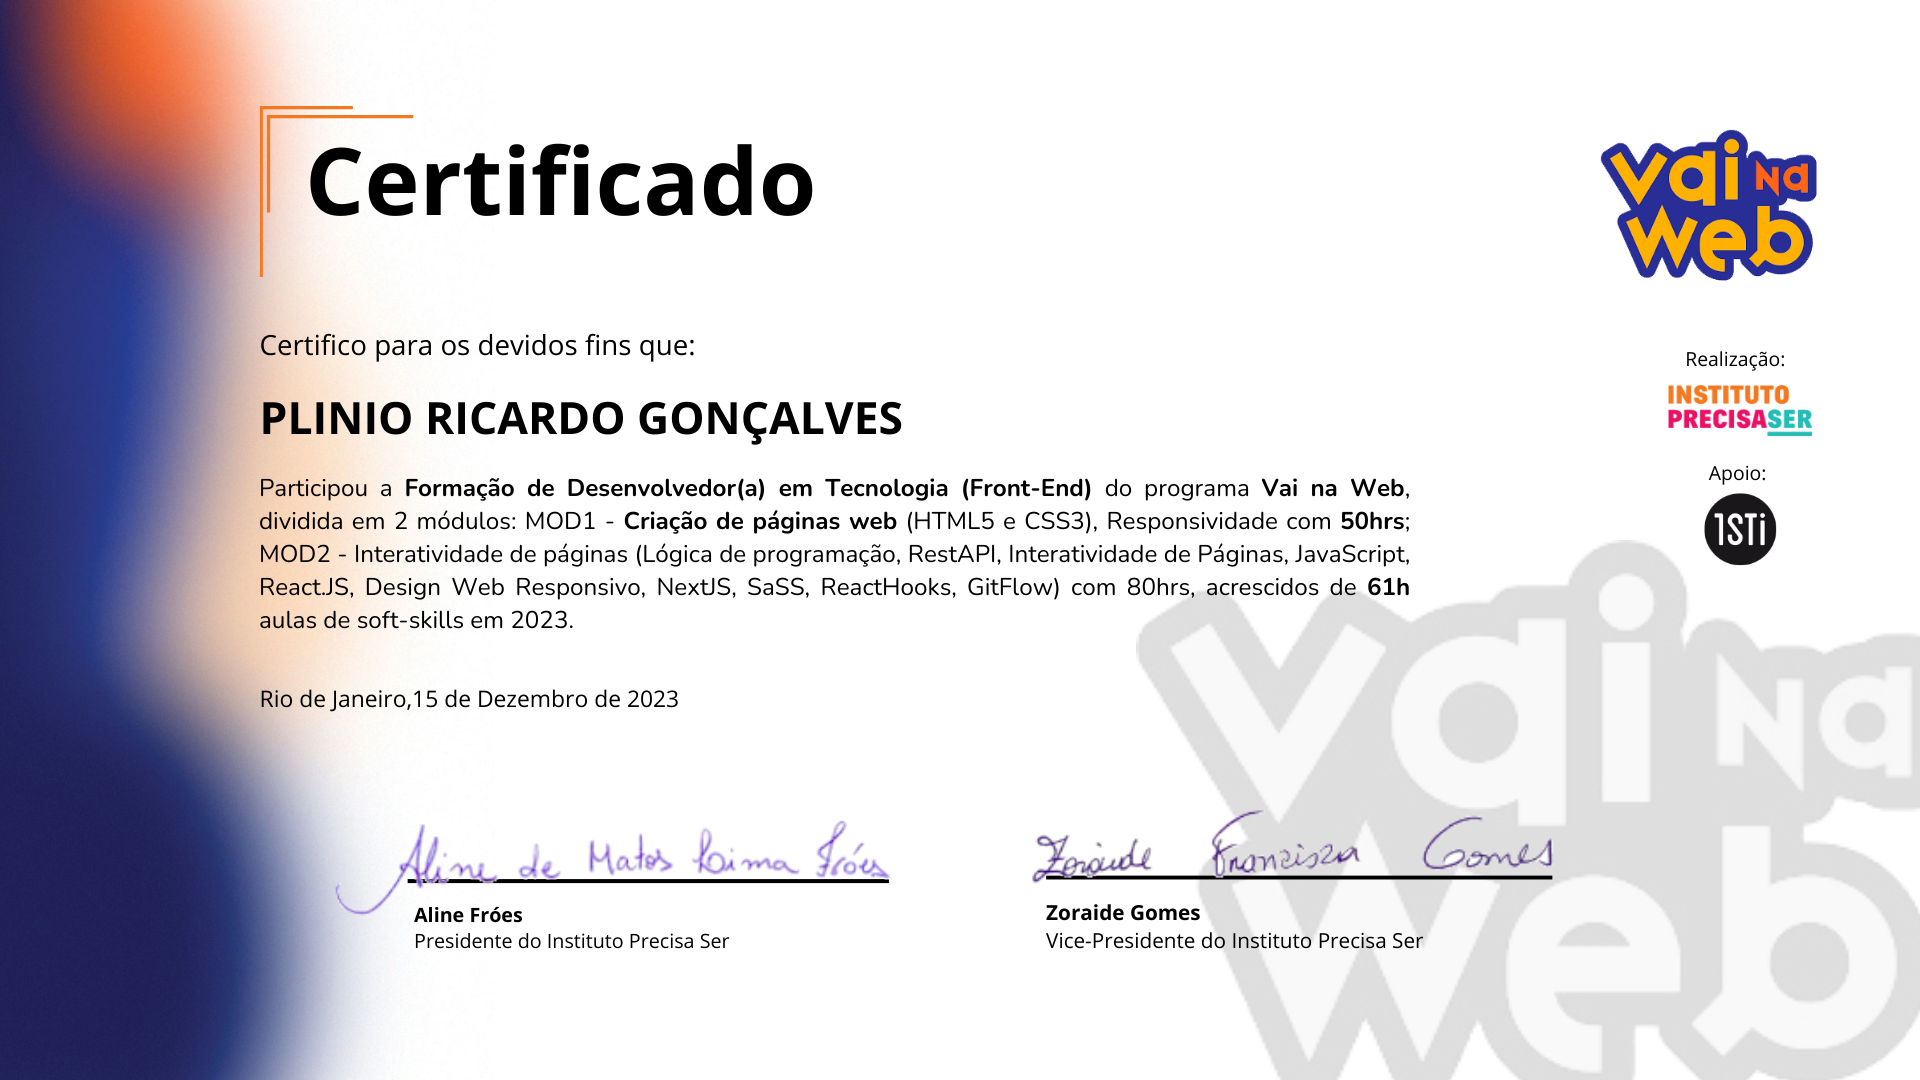 Certificado
vai na
web
Certifico para os devidos fins que:
PLINIO RICARDO GONÇALVES
Participou a Formação de Desenvolvedor(a) em Tecnologia (Front-End) do programa Vai na Web,
dividida em 2 módulos: MOD1 - Criação de páginas web (HTML5 e CSS3), Responsividade com 50hrs;
MOD2 - Interatividade de páginas (Lógica de programação, RestAPI, Interatividade de Páginas, JavaScript,
React.JS, Design Web Responsivo, NextJS, SaSS, ReactHooks, GitFlow) com 80hrs, acrescidos de 61h
aulas de soft-skills em 2023.
Rio de Janeiro,15 de Dezembro de 2023
Realização:
INSTITUTO
PRECISASER
Apoio:
1STi
vai na
web
Aline de Matos Lima Fróes
Aline Fróes
Presidente do Instituto Precisa Ser
Zoraide Francisca Gomes
Zoraide Gomes
Vice-Presidente do Instituto Precisa Ser